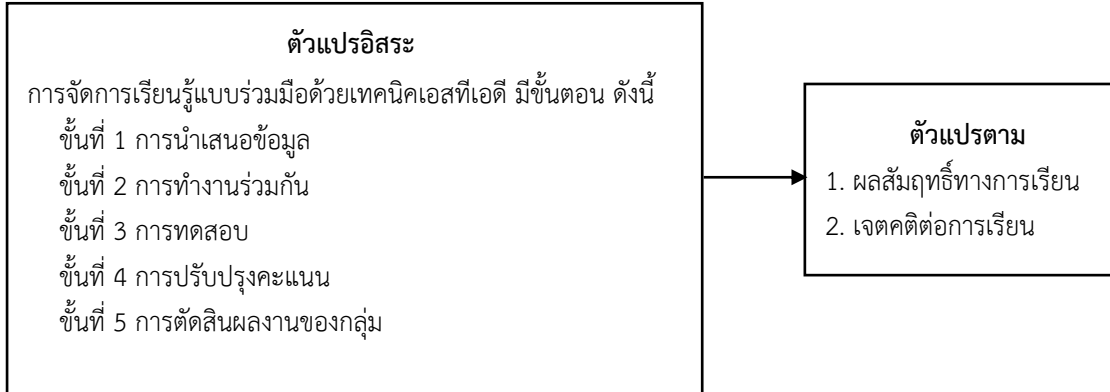 ตัวแปรอิสระ
การจัดการเรียนรู้แบบร่วมมือด้วยเทคนิคเอสทีเอดี มีขั้นตอน ดังนี้
ขั้นที่ 1 การนำเสนอข้อมูล
ขั้นที่ 2 การทำงานร่วมกัน
ขั้นที่ 3 การทดสอบ
ขั้นที่ 4 การปรับปรุงคะแนน
ขั้นที่ 5 การตัดสินผลงานของกลุ่ม
ตัวแปรตาม
1. ผลสัมฤทธิ์ทางการเรียน
2. เจตคติต่อการเรียน